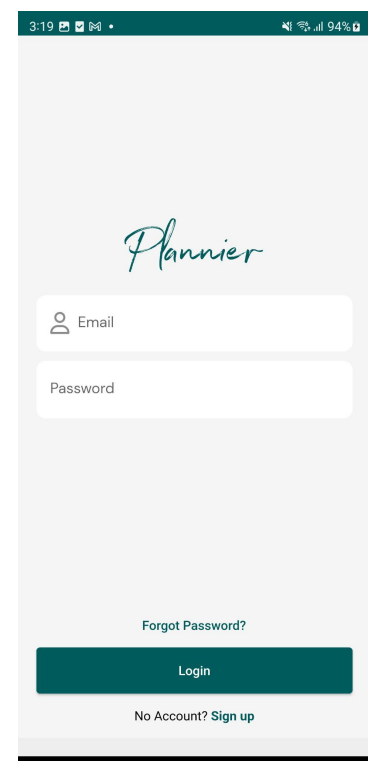 3:19 94%
Plannier
Email
Password
Forgot Password?
Login
No Account? Sign up